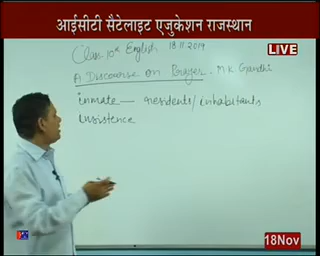 आईसीटी सैटेलाइट एजुकेशन राजस्थान
LIVE
Class 10th English 18.11.2019
A Discourse on Prayer - M.K Gandhi
inmate — residents/inhabitants
insistence
18Nov